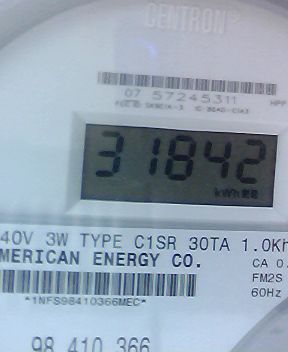 CENTRON®
07 57245311
HPP
31842
kWh
40V 3W TYPE C1SR 30TA 1.0Kh
MERICAN ENERGY CO.
CA 0.
FM2S
60Hz
*1NFS98410366MEC*
98 410 366